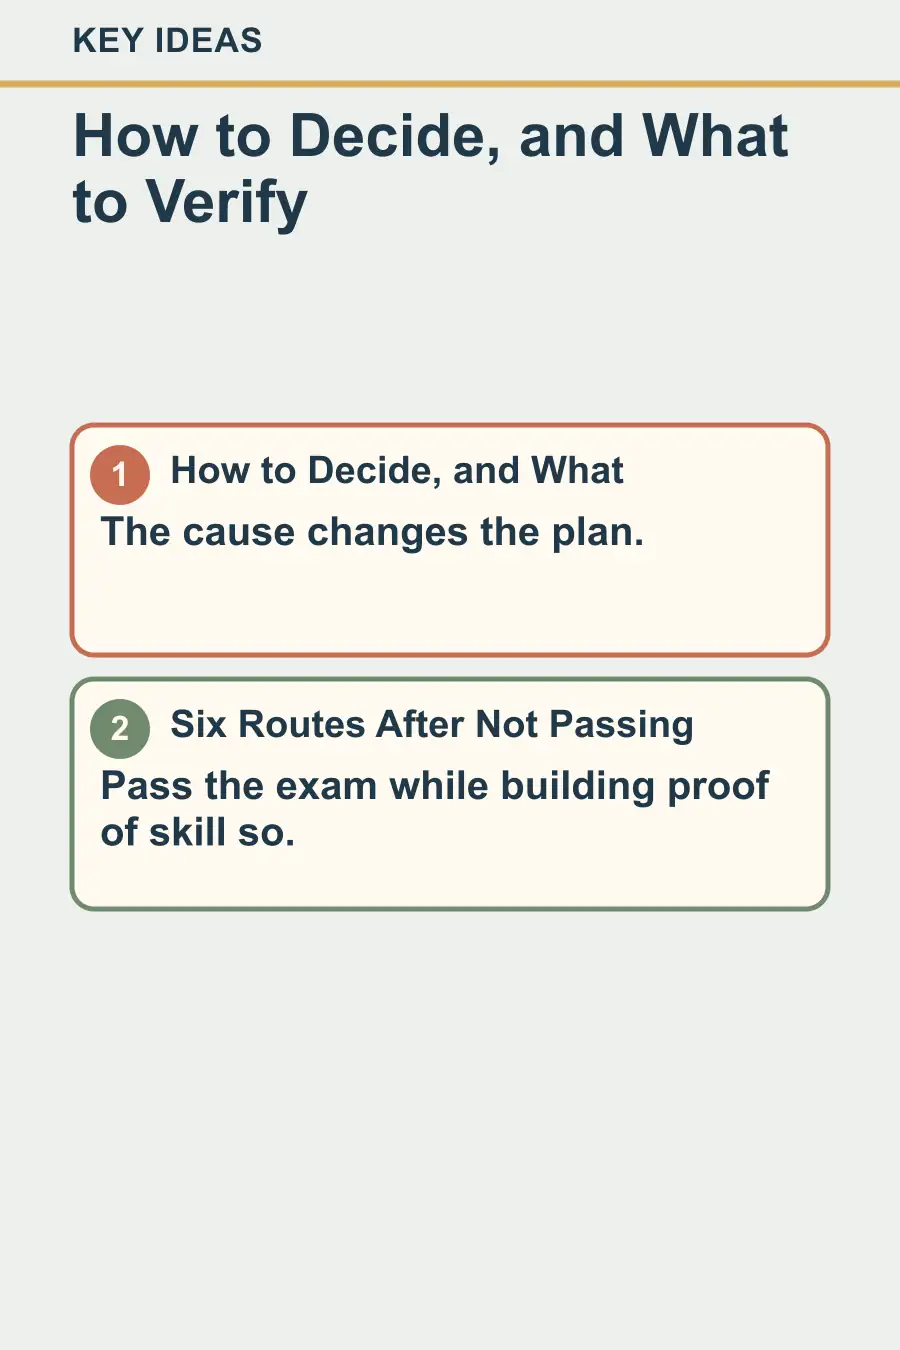 KEY IDEAS
How to Decide, and What
to Verify
1 How to Decide, and What
The cause changes the plan.
2 Six Routes After Not Passing
Pass the exam while building proof
of skill so.